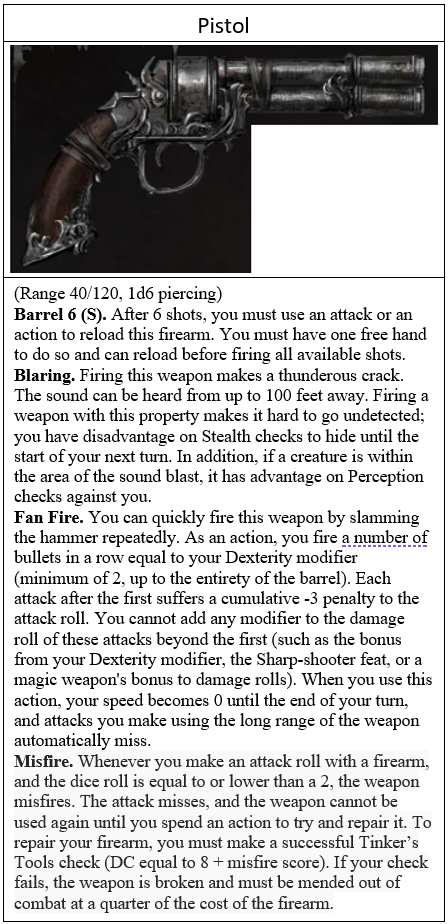 Pistol
(Range 40/120, 1d6 piercing)
Barrel 6 (S). After 6 shots, you must use an attack or an
action to reload this firearm. You must have one free hand
to do so and can reload before firing all available shots.
Blaring. Firing this weapon makes a thunderous crack.
The sound can be heard from up to 100 feet away. Firing a
weapon with this property makes it hard to go undetected;
you have disadvantage on Stealth checks to hide until the
start of your next turn. In addition, if a creature is within
the area of the sound blast, it has advantage on Perception
checks against you.
Fan Fire. You can quickly fire this weapon by slamming
the hammer repeatedly. As an action, you fire a number of
bullets in a row equal to your Dexterity modifier
(minimum of 2, up to the entirety of the barrel). Each
attack after the first suffers a cumulative -3 penalty to the
attack roll. You cannot add any modifier to the damage
roll of these attacks beyond the first (such as the bonus
from your Dexterity modifier, the Sharp-shooter feat, or a
magic weapon's bonus to damage rolls). When you use this
action, your speed becomes 0 until the end of your turn,
and attacks you make using the long range of the weapon
automatically miss.
Misfire. Whenever you make an attack roll with a firearm,
and the dice roll is equal to or lower than a 2, the weapon
misfires. The attack misses, and the weapon cannot be
used again until you spend an action to try and repair it. To
repair your firearm, you must make a successful Tinker’s
Tools check (DC equal to 8 + misfire score). If your check
fails, the weapon is broken and must be mended out of
combat at a quarter of the cost of the firearm.